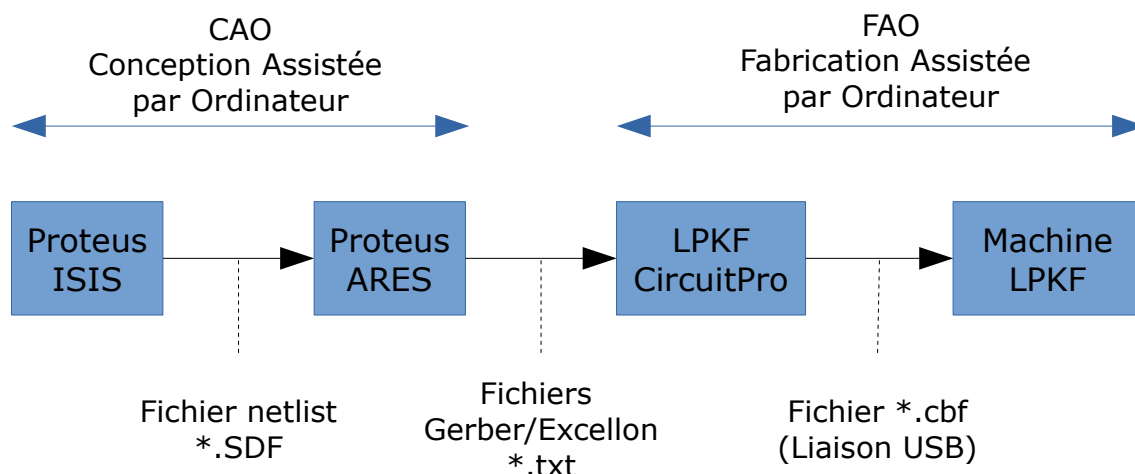 CAO
Conception Assistée
par Ordinateur
FAO
Fabrication Assistée
par Ordinateur
Proteus
ISIS
Proteus
ARES
LPKF
CircuitPro
Machine
LPKF
Fichier netlist
*.SDF
Fichiers
Gerber/Excellon
*.txt
Fichier *.cbf
(Liaison USB)